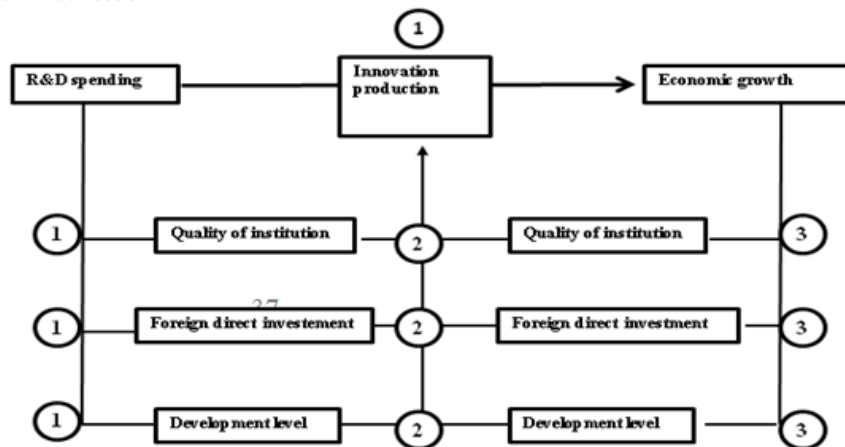 1
R&D spending
Innovation
production
Economic growth
1
Quality of institution
2
Quality of institution
3
37
1
Foreign direct investement
2
Foreign direct investment
3
1
Development level
2
Development level
3